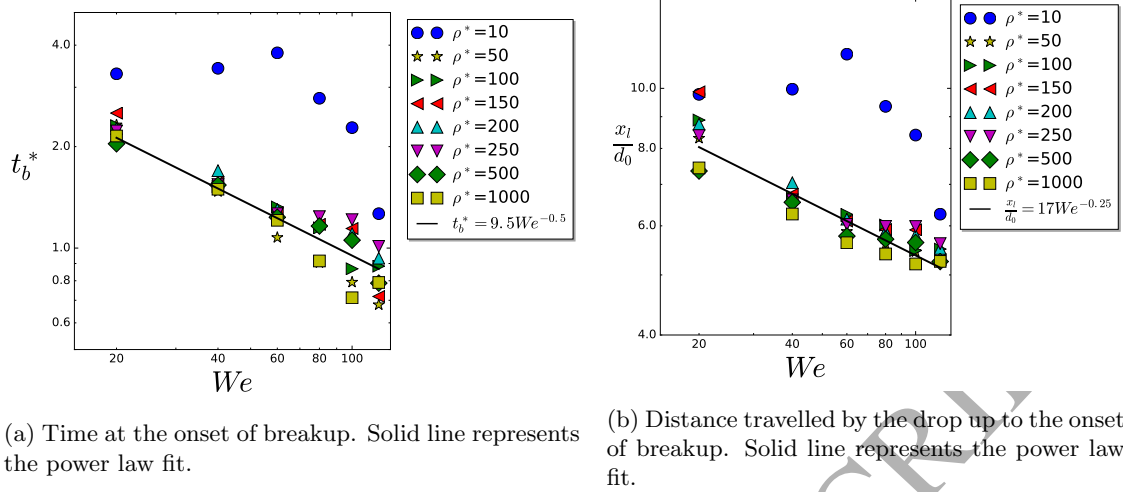 4.0
2.0
1.0
0.8
0.6
t_b^*
20
40
60
80
100
We
ρ*=10
ρ*=50
ρ*=100
ρ*=150
ρ*=200
ρ*=250
ρ*=500
ρ*=1000
t_b^* = 9.5We^{-0.5}
(a) Time at the onset of breakup. Solid line represents
the power law fit.
10.0
8.0
6.0
4.0
x_l
d_0
20
40
60
80
100
We
ρ*=10
ρ*=50
ρ*=100
ρ*=150
ρ*=200
ρ*=250
ρ*=500
ρ*=1000
x_l/d_0 = 17We^{-0.25}
(b) Distance travelled by the drop up to the onset
of breakup. Solid line represents the power law
fit.